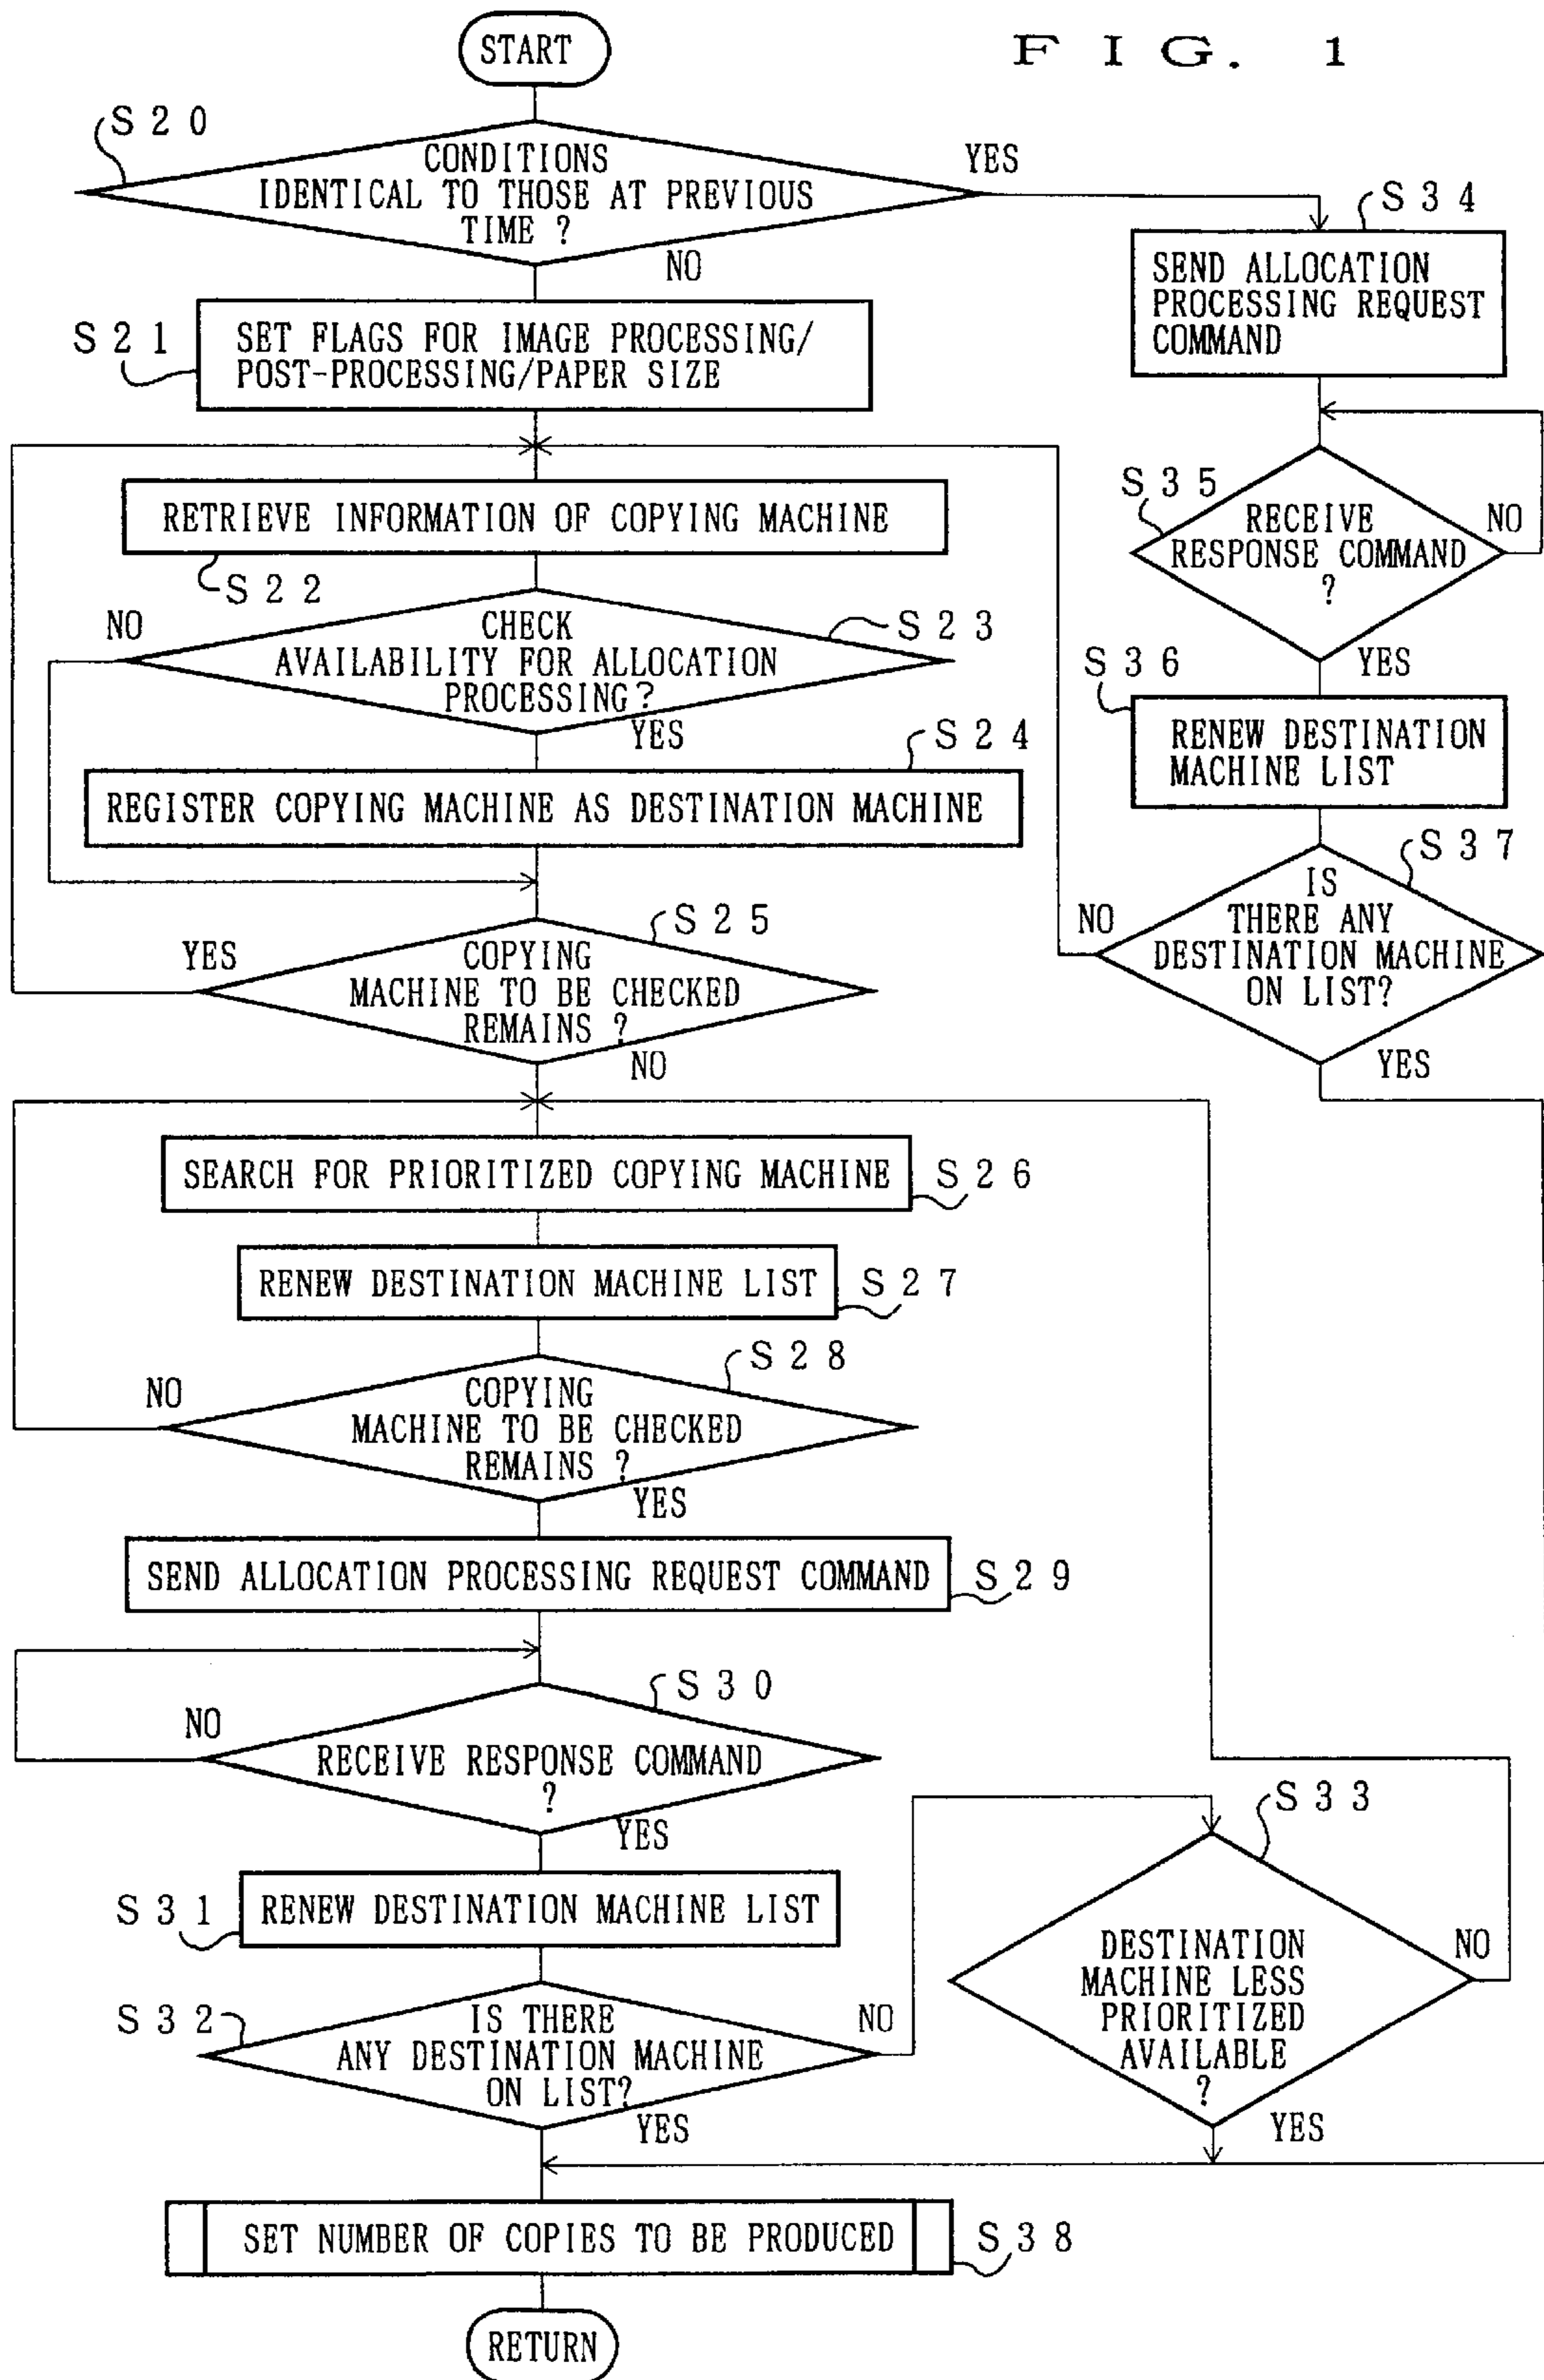 START
F I G. 1
S 2 0
CONDITIONS
IDENTICAL TO THOSE AT PREVIOUS
TIME ?
YES
NO
S 3 4
SEND ALLOCATION
PROCESSING REQUEST
COMMAND
S 2 1
SET FLAGS FOR IMAGE PROCESSING/
POST-PROCESSING/PAPER SIZE
RETRIEVE INFORMATION OF COPYING MACHINE
S 2 2
S 3 5
RECEIVE
RESPONSE COMMAND
?
NO
YES
NO
CHECK
AVAILABILITY FOR ALLOCATION
PROCESSING?
S 2 3
YES
S 3 6
RENEW DESTINATION
MACHINE LIST
S 2 4
REGISTER COPYING MACHINE AS DESTINATION MACHINE
S 3 7
IS
THERE ANY
DESTINATION MACHINE
ON LIST?
NO
YES
S 2 5
YES
COPYING
MACHINE TO BE CHECKED
REMAINS ?
NO
SEARCH FOR PRIORITIZED COPYING MACHINE
S 2 6
RENEW DESTINATION MACHINE LIST
S 2 7
S 2 8
NO
COPYING
MACHINE TO BE CHECKED
REMAINS ?
YES
SEND ALLOCATION PROCESSING REQUEST COMMAND
S 2 9
S 3 0
NO
RECEIVE RESPONSE COMMAND
?
YES
S 3 1
RENEW DESTINATION MACHINE LIST
S 3 3
DESTINATION
MACHINE LESS
PRIORITIZED
AVAILABLE
?
NO
YES
S 3 2
IS THERE
ANY DESTINATION MACHINE
ON LIST?
NO
YES
SET NUMBER OF COPIES TO BE PRODUCED
S 3 8
RETURN